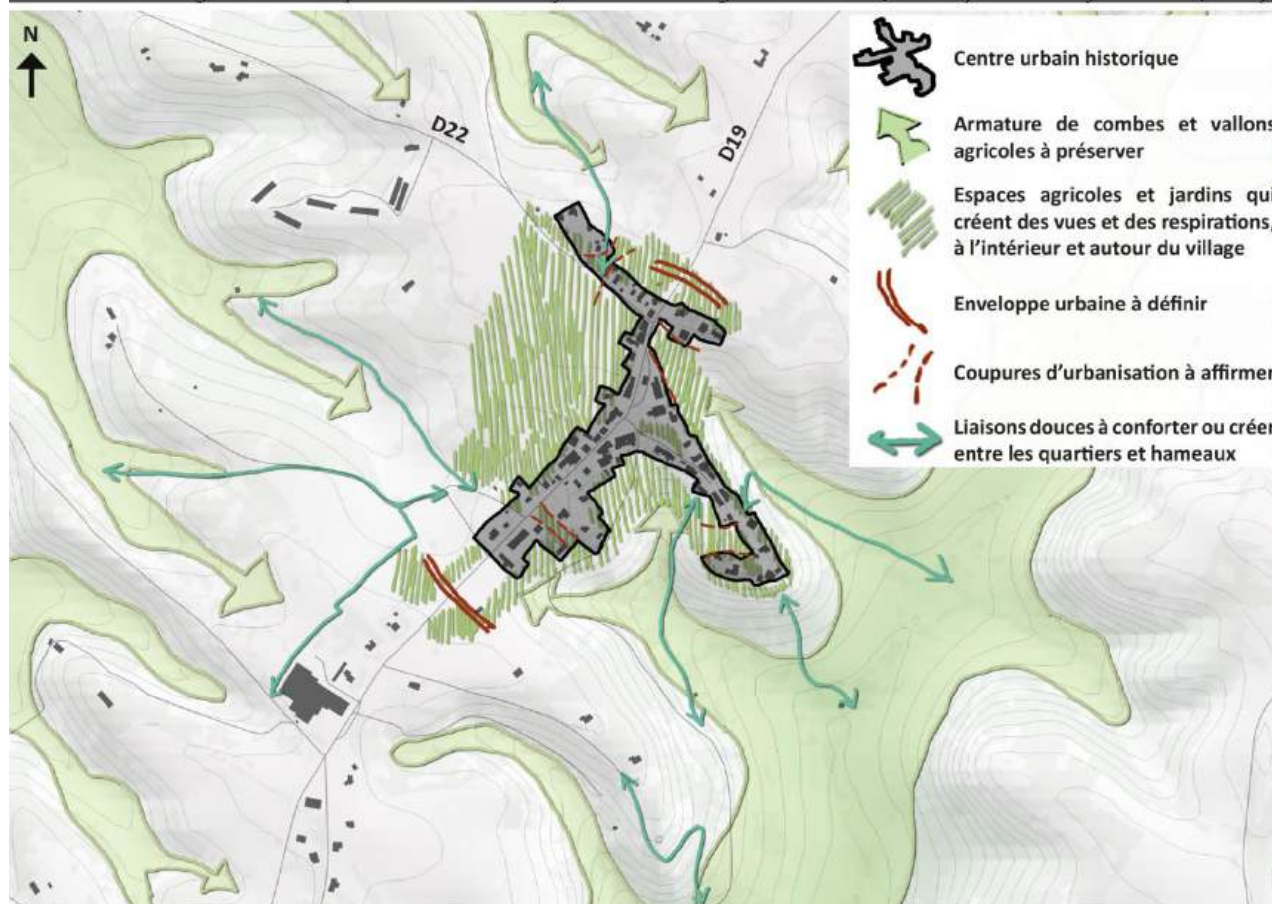 N
D22
D19
Centre urbain historique
Armature de combes et vallons
agricoles à préserver
Espaces agricoles et jardins qui
créent des vues et des respirations,
à l'intérieur et autour du village
Enveloppe urbaine à définir
Coupures d'urbanisation à affirmer
Liaisons douces à conforter ou créer
entre les quartiers et hameaux